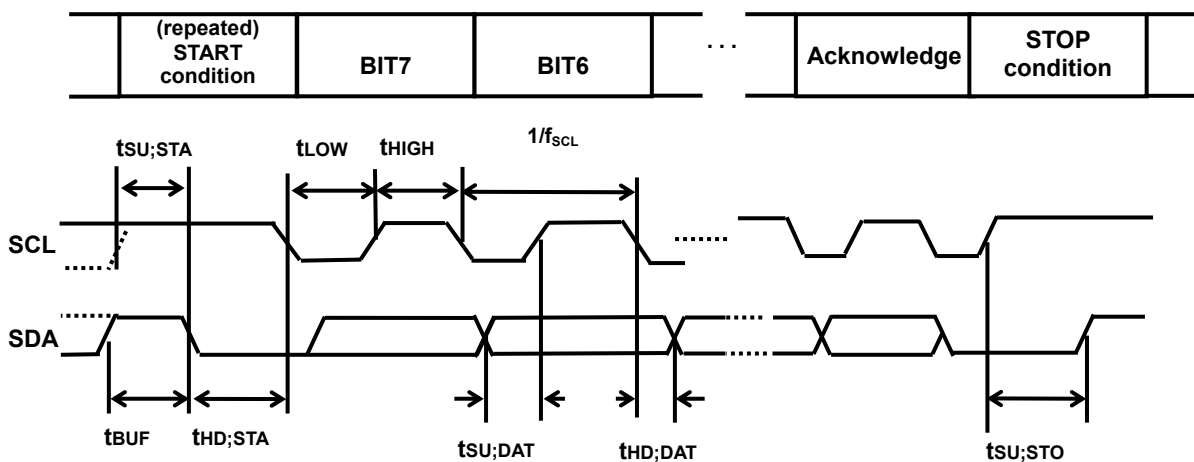 (repeated)
START
condition
BIT7
BIT6
. . .
Acknowledge
STOP
condition
tSU;STA
tLOW
tHIGH
1/fSCL
SCL
SDA
tBUF
tHD;STA
tSU;DAT
tHD;DAT
tSU;STO